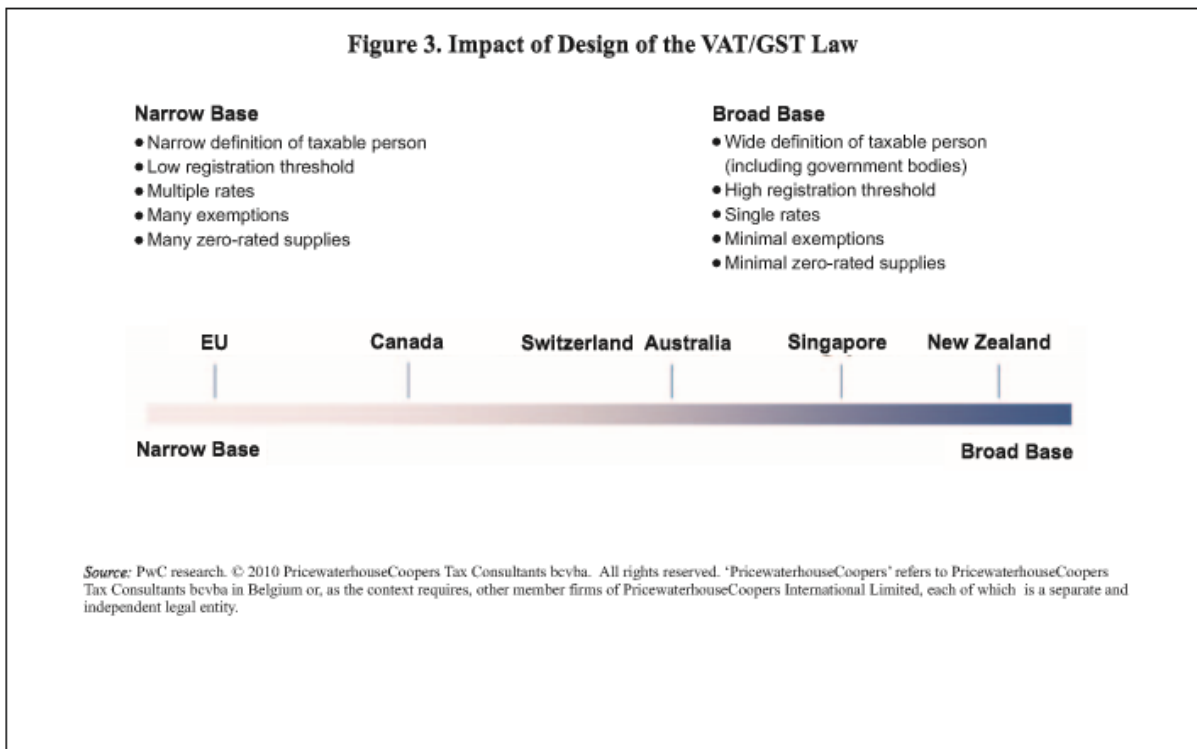 Figure 3. Impact of Design of the VAT/GST Law
Narrow Base
• Narrow definition of taxable person
• Low registration threshold
• Multiple rates
• Many exemptions
• Many zero-rated supplies
Broad Base
• Wide definition of taxable person
(including government bodies)
• High registration threshold
• Single rates
• Minimal exemptions
• Minimal zero-rated supplies
EU Canada Switzerland Australia Singapore New Zealand
Narrow Base Broad Base
Source: PwC research. © 2010 PricewaterhouseCoopers Tax Consultants bcvba. All rights reserved. ‘PricewaterhouseCoopers’ refers to PricewaterhouseCoopers
Tax Consultants bcvba in Belgium or, as the context requires, other member firms of PricewaterhouseCoopers International Limited, each of which is a separate and
independent legal entity.